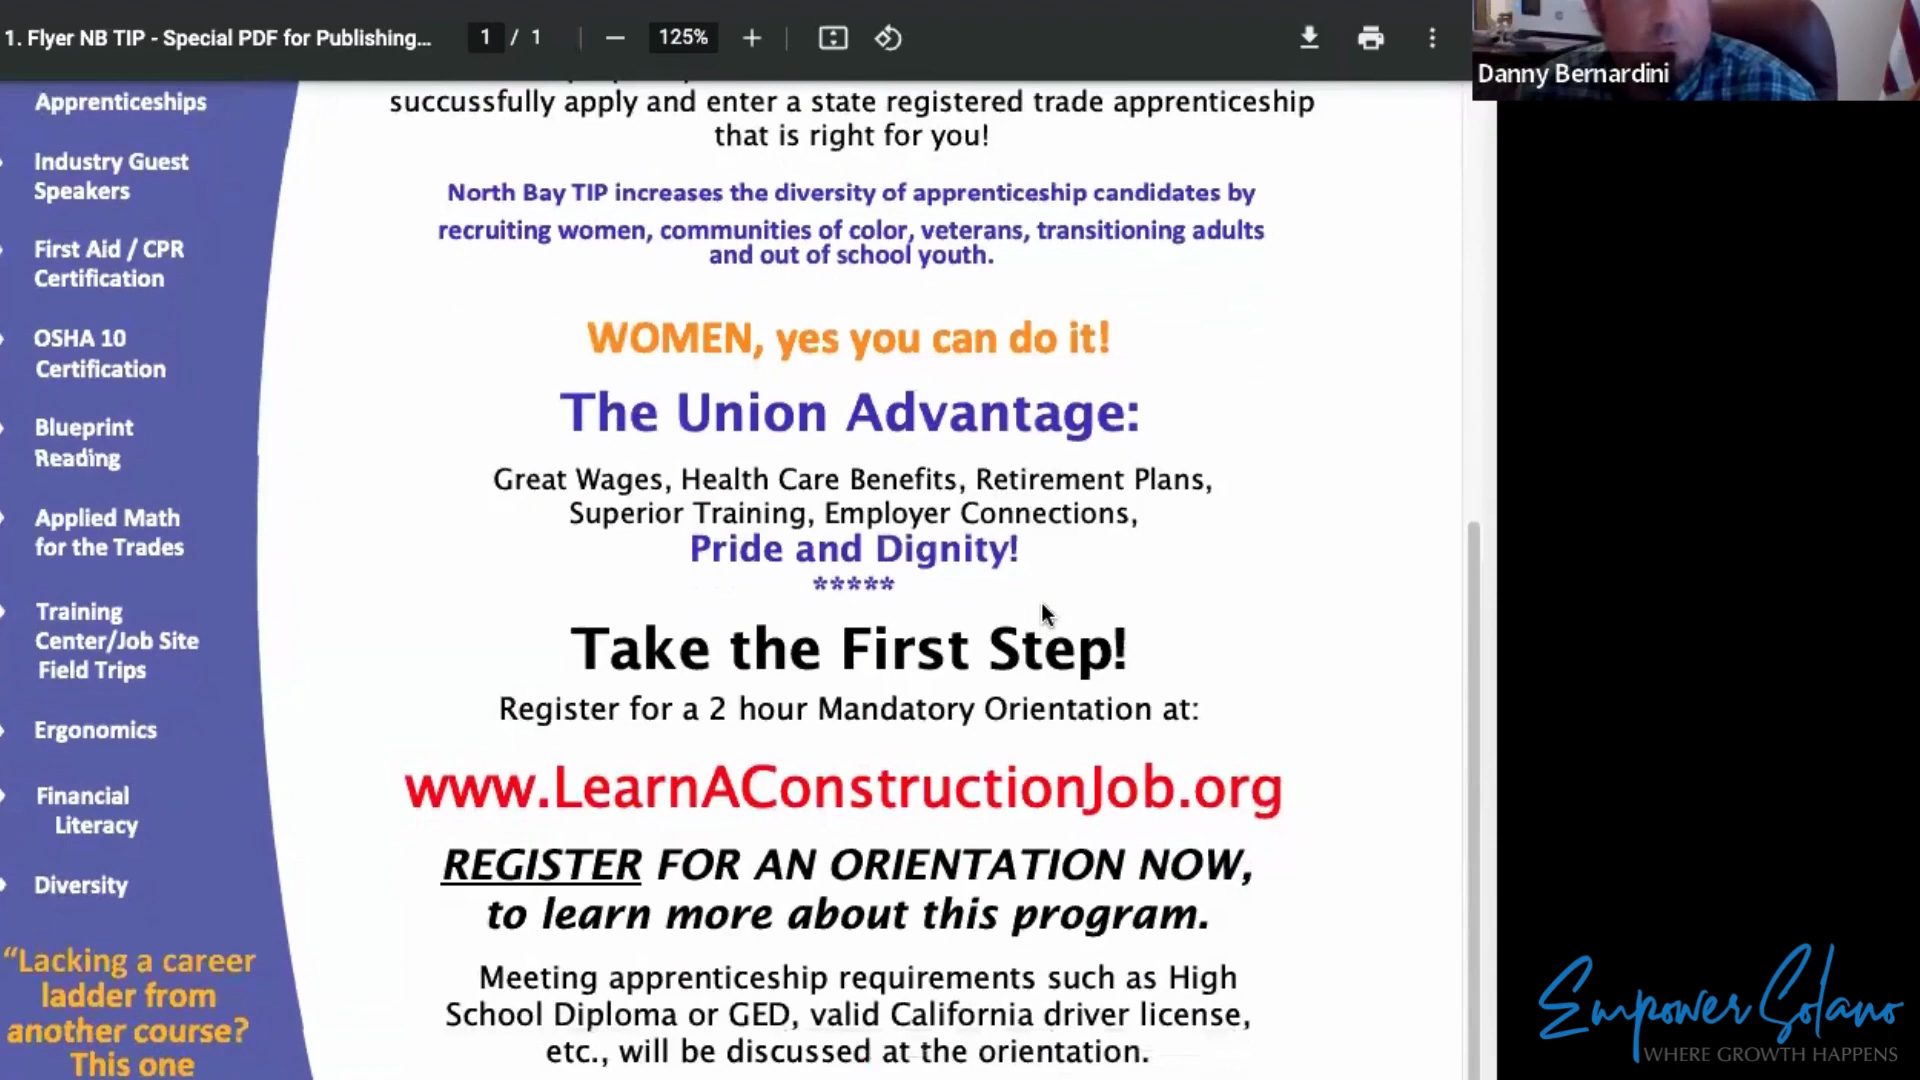 1. Flyer NB TIP - Special PDF for Publishing...
1 / 1
125%
Danny Bernardini
Apprenticeships
Industry Guest
Speakers
First Aid / CPR
Certification
OSHA 10
Certification
Blueprint
Reading
Applied Math
for the Trades
Training
Center/Job Site
Field Trips
Ergonomics
Financial
Literacy
Diversity
“Lacking a career
ladder from
another course?
This one
succussfully apply and enter a state registered trade apprenticeship
that is right for you!
North Bay TIP increases the diversity of apprenticeship candidates by
recruiting women, communities of color, veterans, transitioning adults
and out of school youth.
WOMEN, yes you can do it!
The Union Advantage:
Great Wages, Health Care Benefits, Retirement Plans,
Superior Training, Employer Connections,
Pride and Dignity!
*****
Take the First Step!
Register for a 2 hour Mandatory Orientation at:
www.LearnAConstructionJob.org
REGISTER FOR AN ORIENTATION NOW,
to learn more about this program.
Meeting apprenticeship requirements such as High
School Diploma or GED, valid California driver license,
etc., will be discussed at the orientation.
Empower Solano
WHERE GROWTH HAPPENS